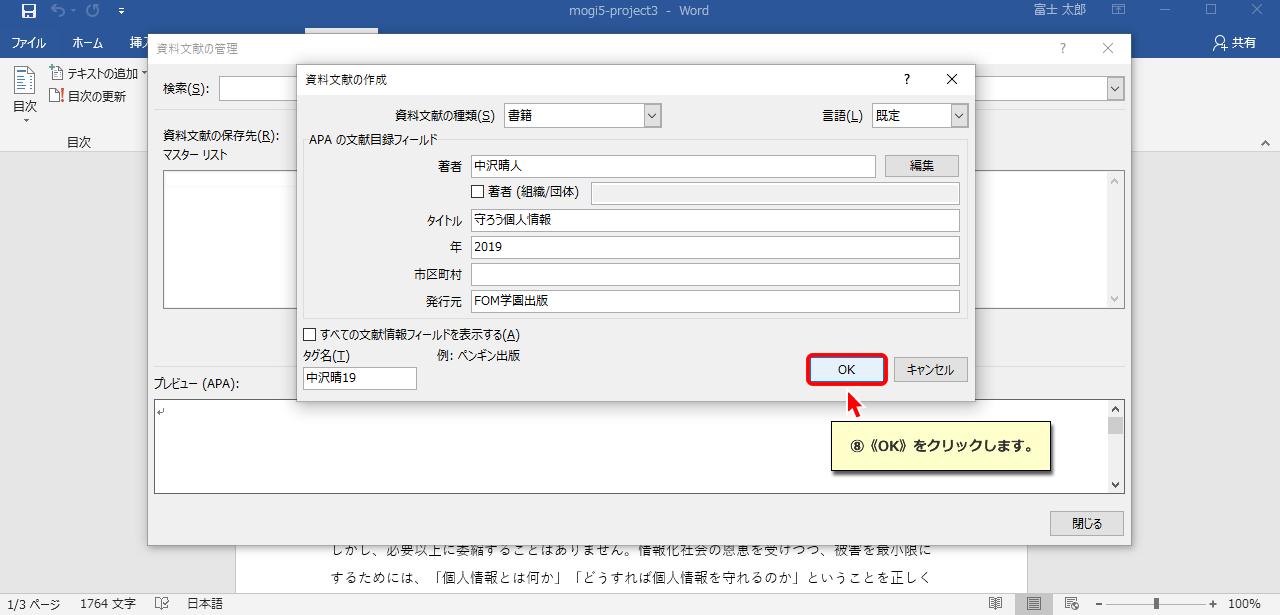 mogi5-project3 - Word
富士 太郎
ファイル ホーム 挿入
共有
目次
テキストの追加
目次の更新
目次
資料文献の管理
検索(S):
資料文献の保存先(R):
マスター リスト
資料文献の作成
資料文献の種類(S) 書籍 言語(L) 既定
APA の文献目録フィールド
著者 中沢晴人 編集
著者 (組織/団体)
タイトル 守ろう個人情報
年 2019
市区町村
発行元 FOM学園出版
すべての文献情報フィールドを表示する(A)
タグ名(T) 例: ペンギン出版
中沢晴19
OK キャンセル
⑧《OK》をクリックします。
プレビュー (APA):
閉じる
しかし、必要以上に萎縮することはありません。情報化社会の恩恵を受けつつ、被害を最小限に
するためには、「個人情報とは何か」「どうすれば個人情報を守れるのか」ということを正しく
1/3 ページ 1764 文字 日本語 100%